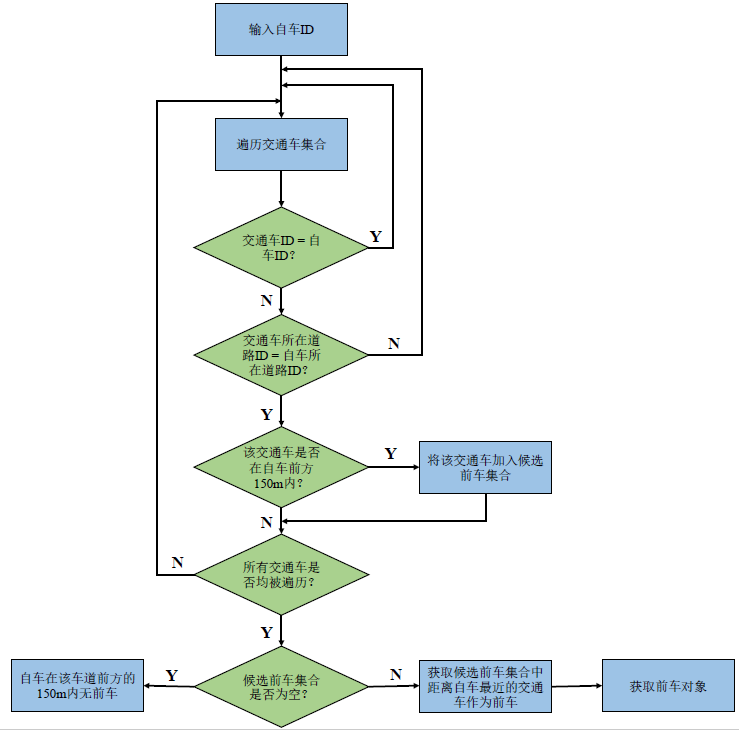 输入自车ID
遍历交通车集合
交通车ID = 自
车ID?
Y
N
交通车所在道
路ID = 自车所
在道路ID?
N
Y
该交通车是否
在自车前方
150m内?
Y
将该交通车加入候选
前车集合
N
所有交通车是
否均被遍历?
N
Y
自车在该车道前方的
150m内无前车
Y
候选前车集合
是否为空?
N
获取候选前车集合中
距离自车最近的交通
车作为前车
获取前车对象